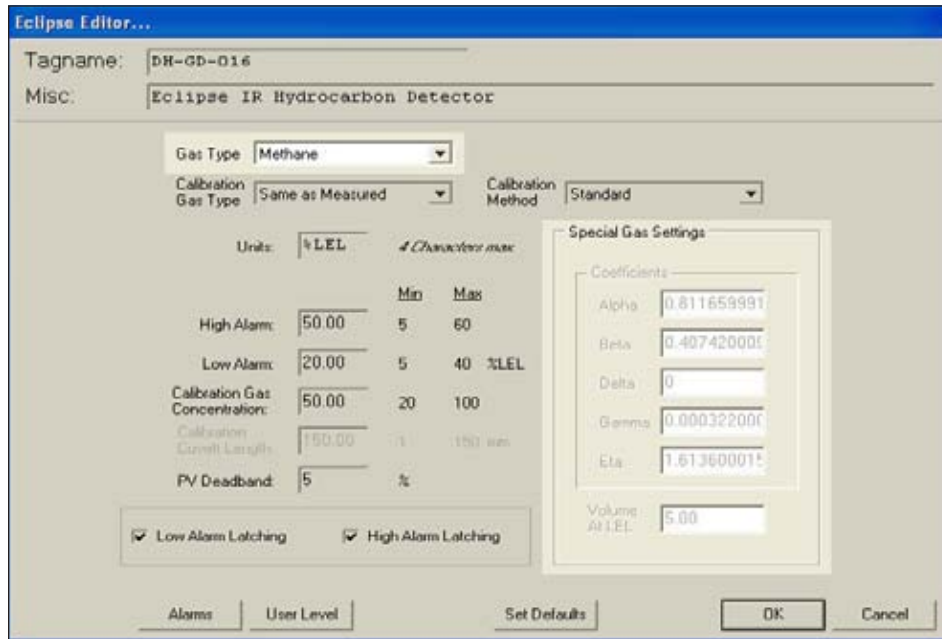 Eclipse Editor...
Tagname: DH-GD-016
Misc: Eclipse IR Hydrocarbon Detector
Gas Type Methane
Calibration Gas Type Same as Measured
Calibration Method Standard
Units: %LEL 4 Characters max
Min Max
High Alarm: 50.00 5 60
Low Alarm: 20.00 5 40 %LEL
Calibration Gas Concentration: 50.00 20 100
Calibration Cuvett Length: 150.00 1 150 mm
PV Deadband: 5 %
Low Alarm Latching High Alarm Latching
Special Gas Settings
Coefficients
Alpha 0.811659991
Beta 0.407420009
Delta 0
Gamma 0.000322000
Eta 1.613600015
Volume At LEL 5.00
Alarms User Level Set Defaults OK Cancel